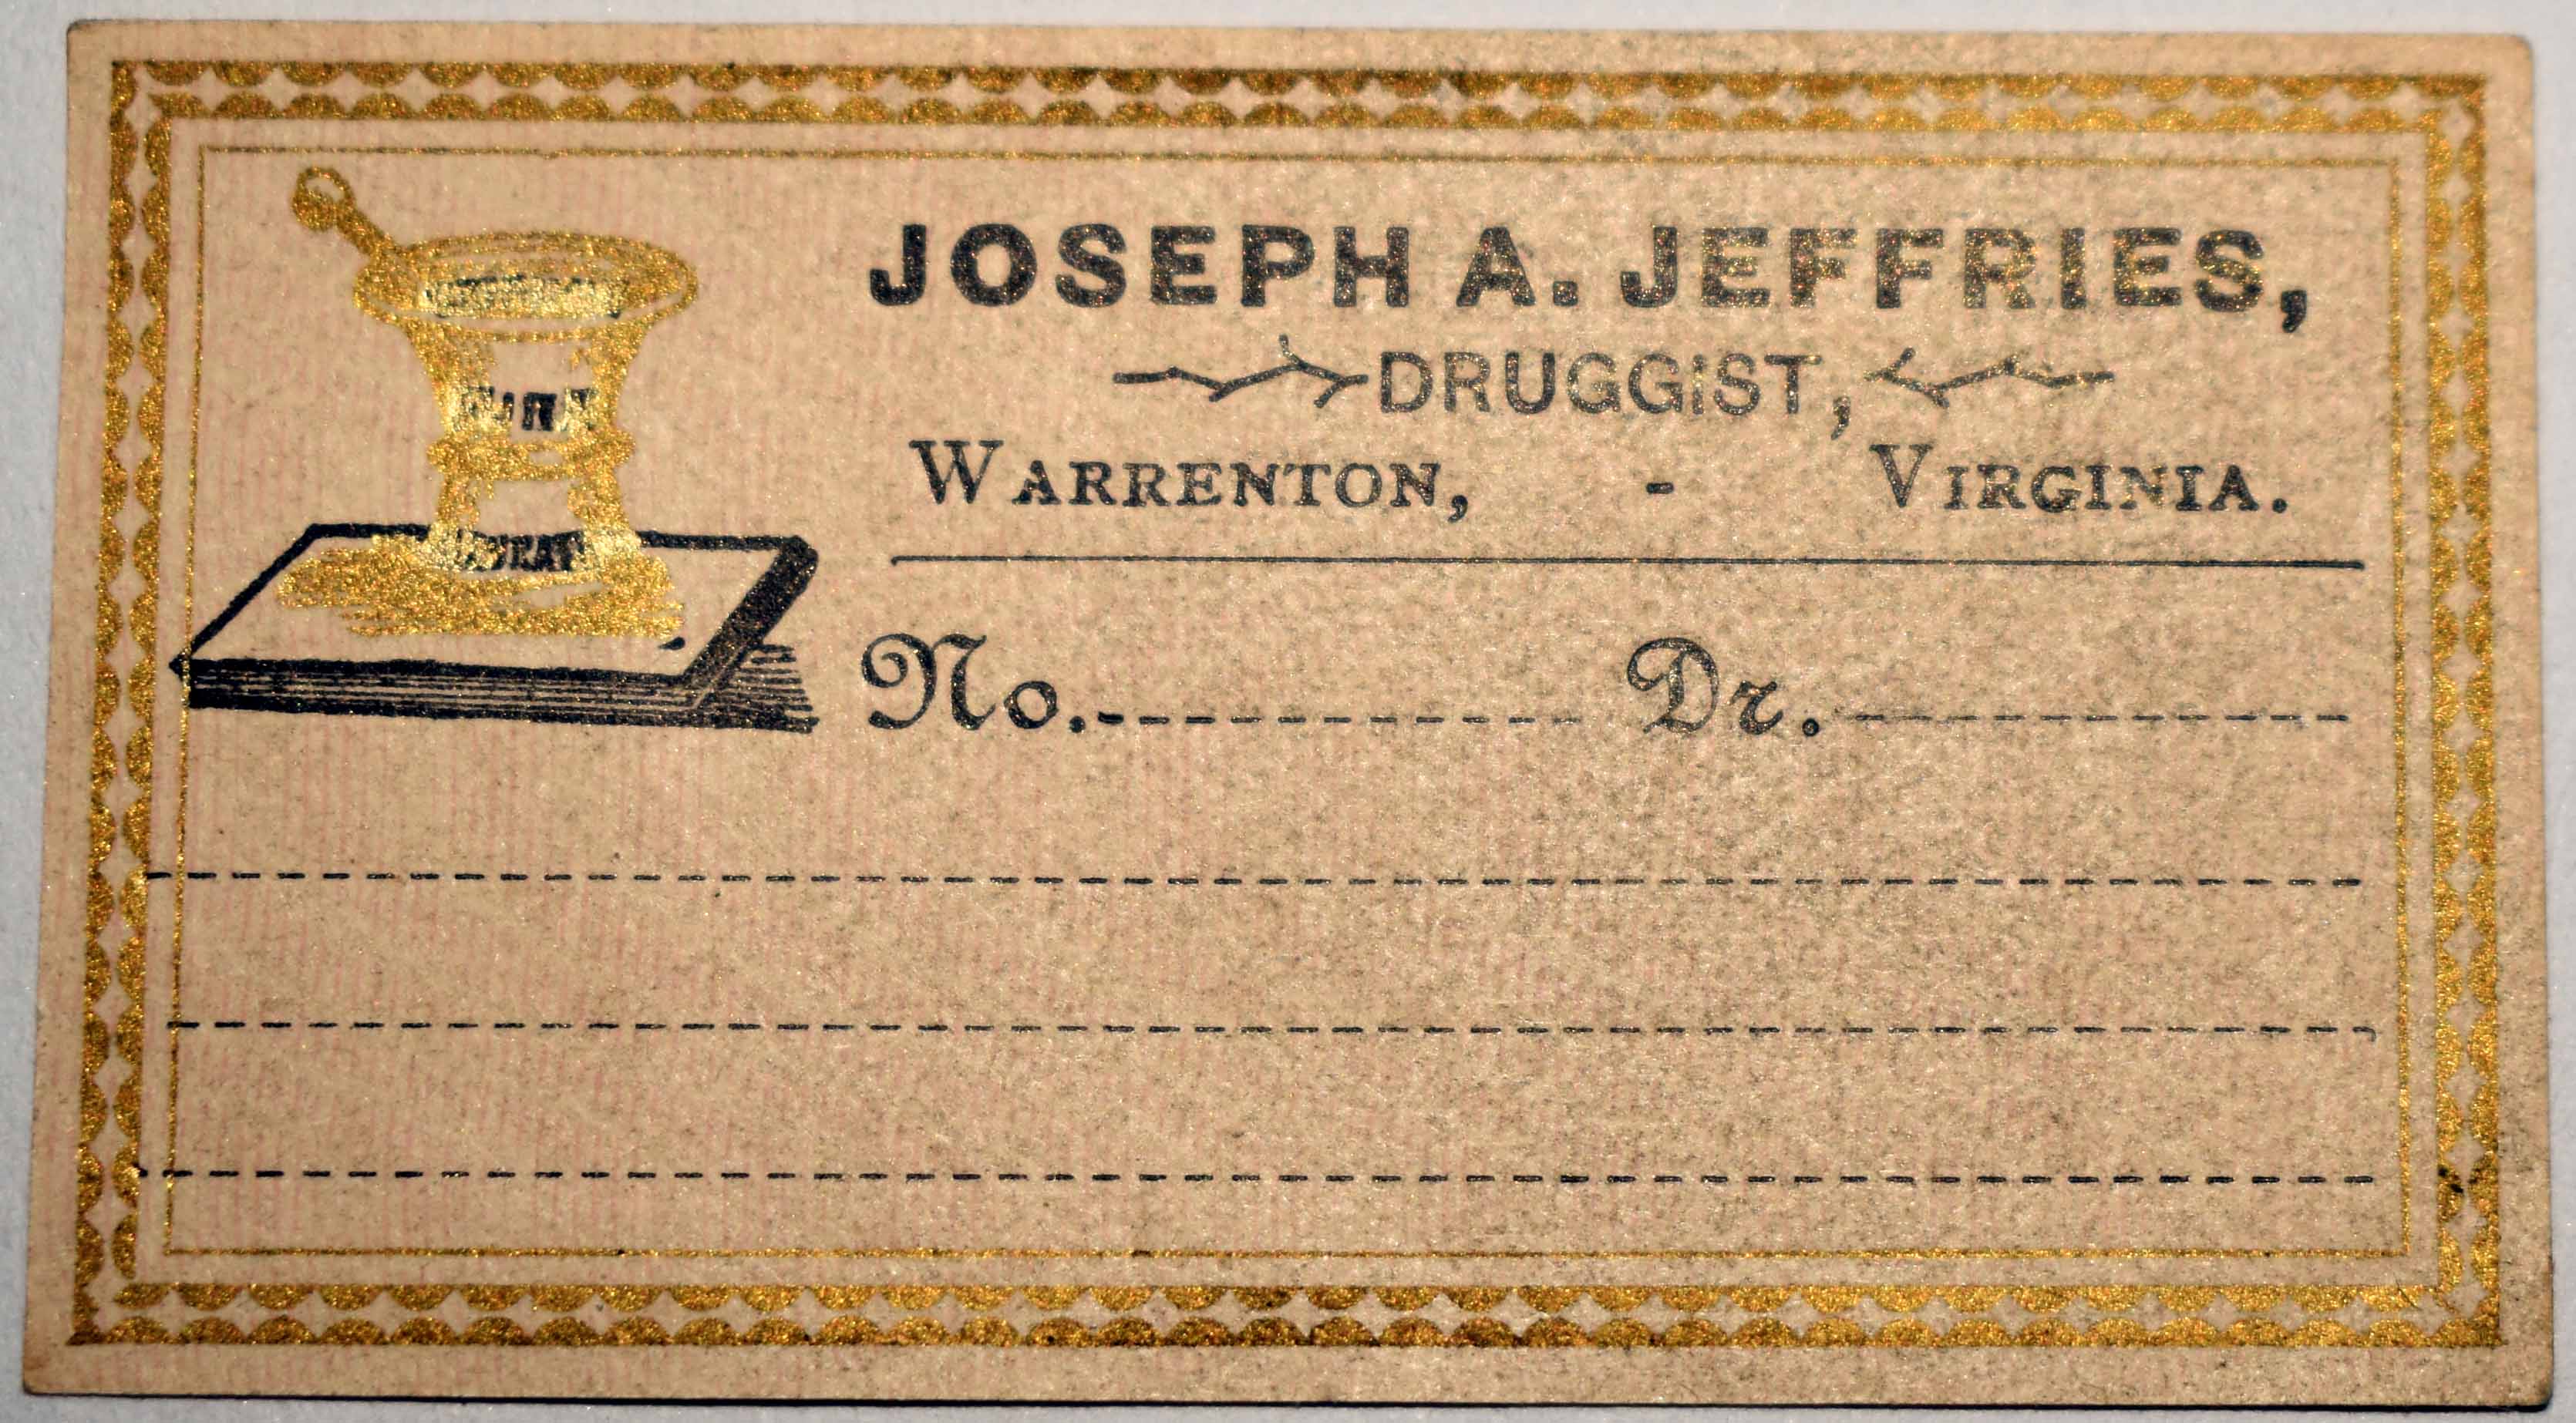 JOSEPH A. JEFFRIES,
DRUGGiST,
WARRENTON, - VIRGINIA.
No. Dr.